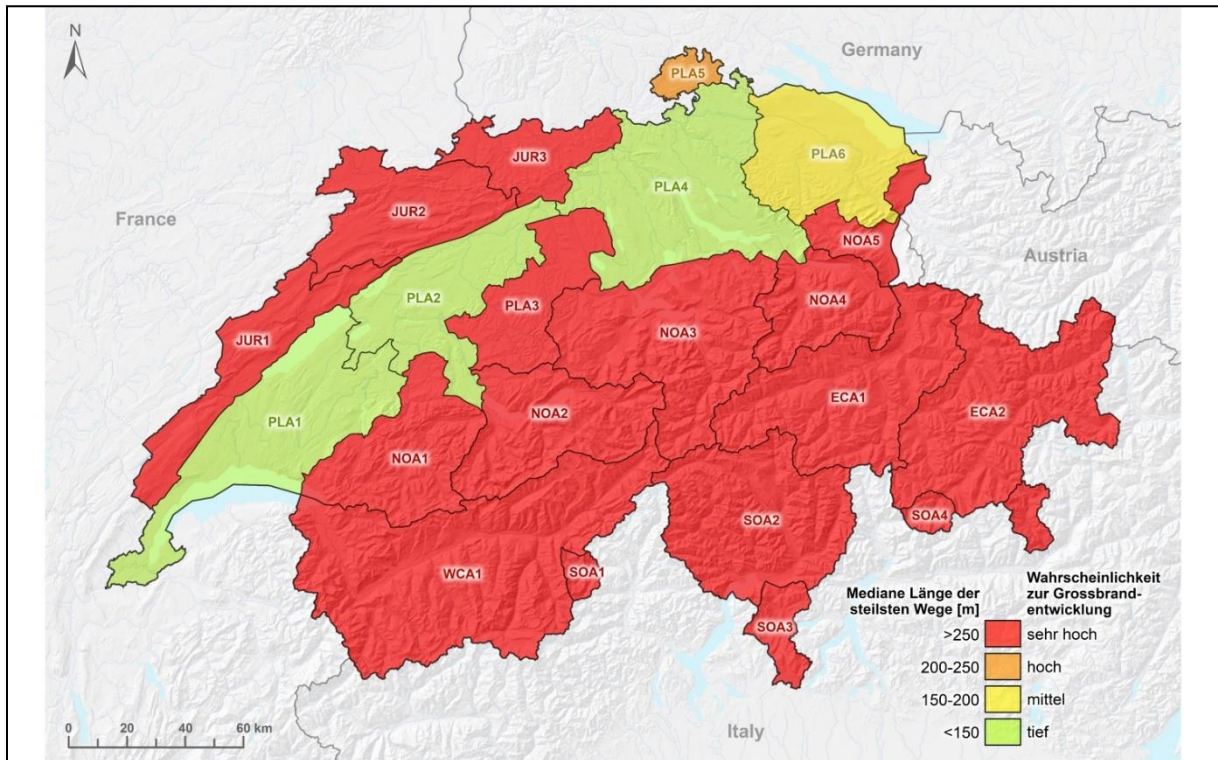 N
Germany
PLA5
JUR3
PLA6
PLA4
France
JUR2
NOA5
Austria
PLA2
PLA3
NOA4
NOA3
JUR1
ECA1
ECA2
NOA2
PLA1
NOA1
SOA4
SOA2
WCA1
SOA1
SOA3
Mediane Länge der
steilsten Wege [m]
Wahrscheinlichkeit
zur Grossbrand-
entwicklung
>250 sehr hoch
200-250 hoch
150-200 mittel
<150 tief
0 20 40 60 km
Italy